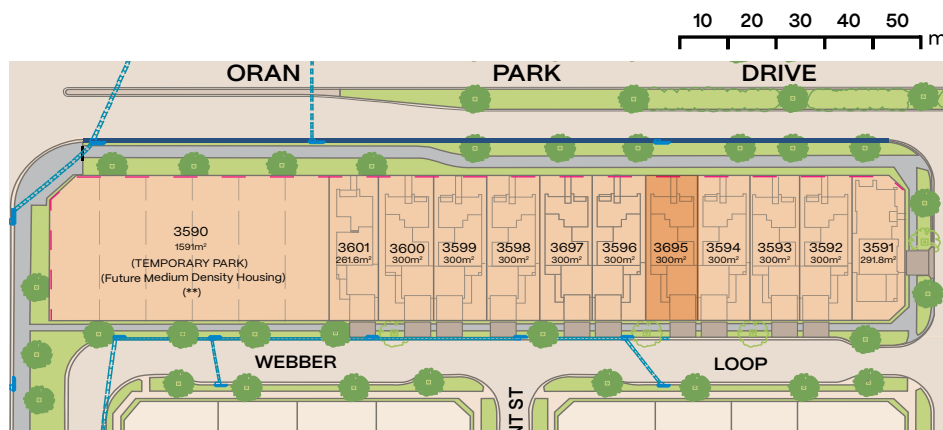 10 20 30 40 50
m
ORAN PARK DRIVE
3590
1591m²
(TEMPORARY PARK)
(Future Medium Density Housing)
(**)
3601
261.6m²
3600
300m²
3599
300m²
3598
300m²
3697
300m²
3596
300m²
3695
300m²
3594
300m²
3593
300m²
3592
300m²
3591
291.8m²
WEBBER LOOP
NT ST